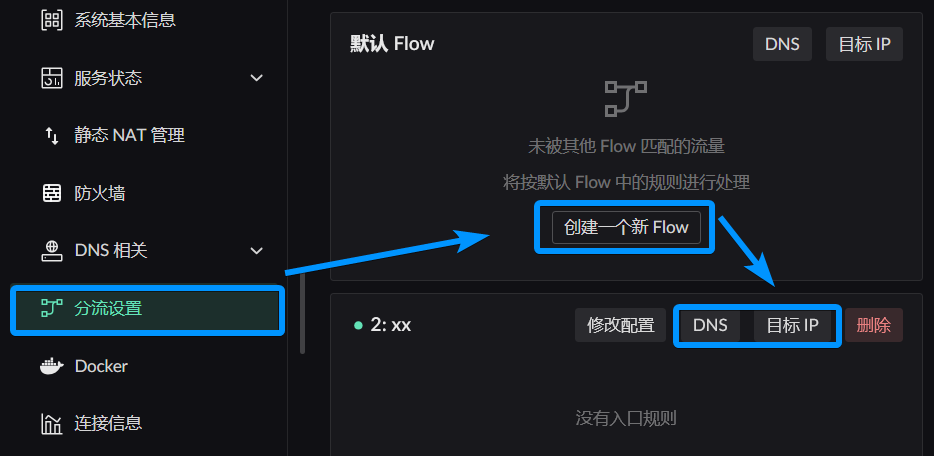 系统基本信息
服务状态
静态 NAT 管理
防火墙
DNS 相关
分流设置
Docker
连接信息
默认 Flow
DNS
目标 IP
未被其他 Flow 匹配的流量
将按默认 Flow 中的规则进行处理
创建一个新 Flow
2: xx
修改配置
DNS
目标 IP
删除
没有入口规则